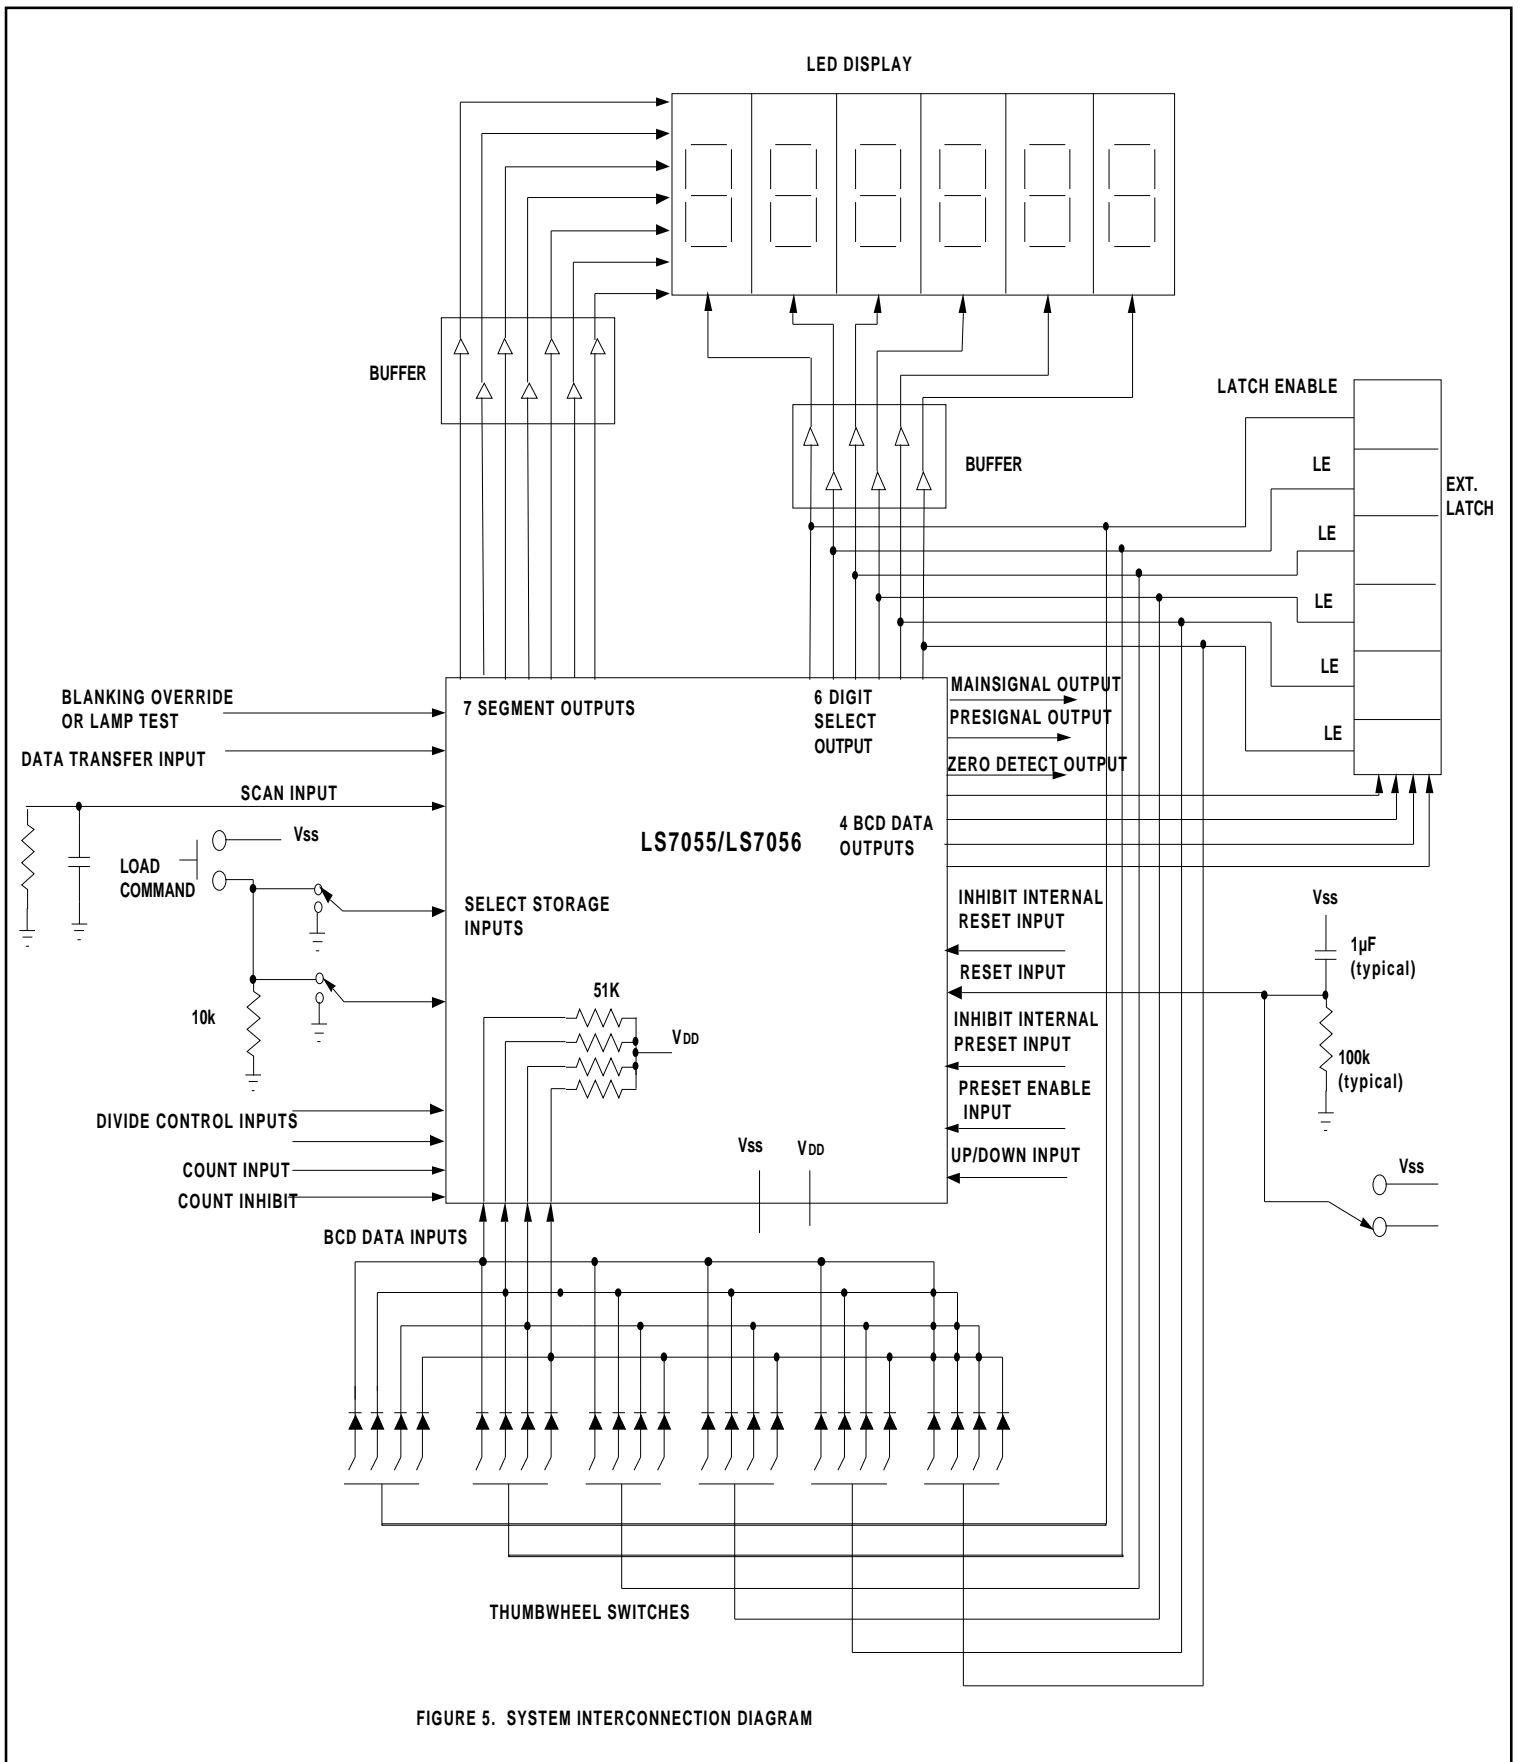 LED DISPLAY
BUFFER
LATCH ENABLE
BUFFER
LE
EXT.
LATCH
LE
LE
LE
LE
BLANKING OVERRIDE
OR LAMP TEST
7 SEGMENT OUTPUTS
6 DIGIT
SELECT
OUTPUT
MAINSIGNAL OUTPUT
PRESIGNAL OUTPUT
DATA TRANSFER INPUT
ZERO DETECT OUTPUT
SCAN INPUT
Vss
LS7055/LS7056
4 BCD DATA
OUTPUTS
LOAD
COMMAND
SELECT STORAGE
INPUTS
INHIBIT INTERNAL
RESET INPUT
Vss
1µF
(typical)
RESET INPUT
51K
10k
VDD
INHIBIT INTERNAL
PRESET INPUT
100k
(typical)
PRESET ENABLE
INPUT
DIVIDE CONTROL INPUTS
Vss
VDD
UP/DOWN INPUT
COUNT INPUT
Vss
COUNT INHIBIT
BCD DATA INPUTS
THUMBWHEEL SWITCHES
FIGURE 5. SYSTEM INTERCONNECTION DIAGRAM